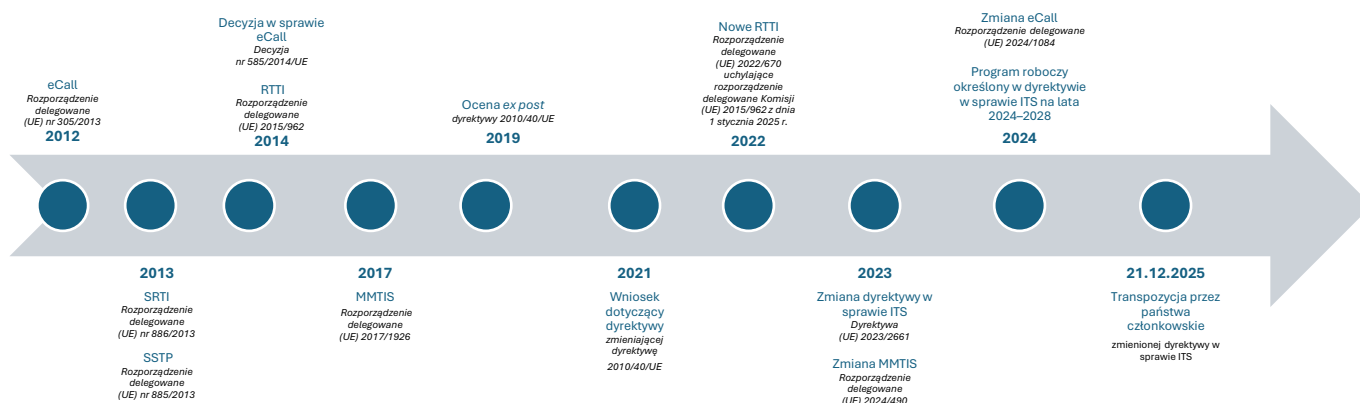 eCall
Rozporządzenie
delegowane
(UE) nr 305/2013
2012
Decyzja w sprawie
eCall
Decyzja
nr 585/2014/UE
RTTI
Rozporządzenie
delegowane
(UE) 2015/962
2014
Ocena ex post
dyrektywy 2010/40/UE
2019
Nowe RTTI
Rozporządzenie
delegowane
(UE) 2022/670
uchylające
rozporządzenie
delegowane Komisji
(UE) 2015/962 z dnia
1 stycznia 2025 r.
2022
Zmiana eCall
Rozporządzenie delegowane
(UE) 2024/1084
Program roboczy
określony w dyrektywie
w sprawie ITS na lata
2024–2028
2024
2013
SRTI
Rozporządzenie
delegowane
(UE) nr 886/2013
SSTP
Rozporządzenie
delegowane
(UE) nr 885/2013
2017
MMTIS
Rozporządzenie
delegowane
(UE) 2017/1926
2021
Wniosek
dotyczący
dyrektywy
zmieniającej
dyrektywę
2010/40/UE
2023
Zmiana dyrektywy w
sprawie ITS
Dyrektywa
(UE) 2023/2661
Zmiana MMTIS
Rozporządzenie
delegowane
(UE) 2024/490
21.12.2025
Transpozycja przez
państwa
członkowskie
zmienionej dyrektywy w
sprawie ITS